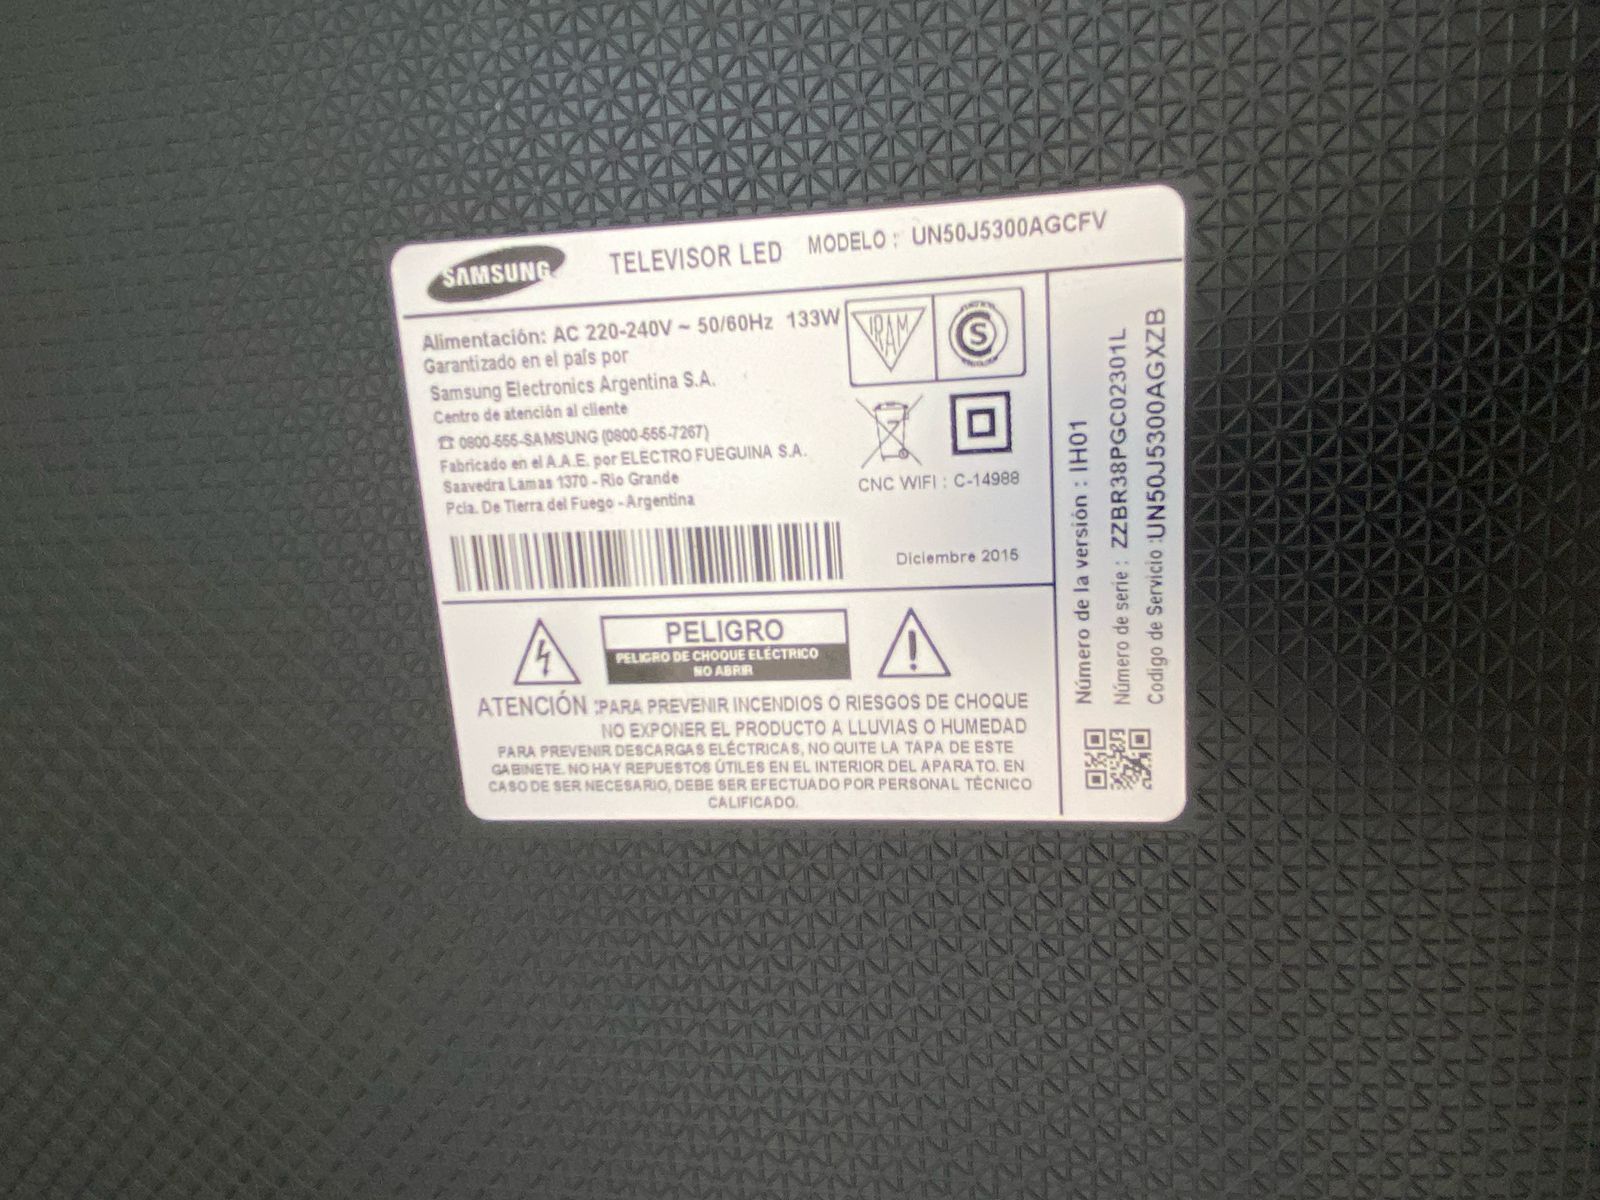 SAMSUNG
TELEVISOR LED MODELO : UN50J5300AGCFV
Alimentación: AC 220-240V ~ 50/60Hz 133W
Garantizado en el país por
Samsung Electronics Argentina S.A.
Centro de atención al cliente
☎ 0800-555-SAMSUNG (0800-555-7267)
Fabricado en el A.A.E. por ELECTRO FUEGUINA S.A.
Saavedra Lamas 1370 - Rio Grande
Pcia. De Tierra del Fuego - Argentina
IRAM
S
CNC WIFI : C-14988
Diciembre 2015
PELIGRO
PELIGRO DE CHOQUE ELÉCTRICO
NO ABRIR
ATENCIÓN :PARA PREVENIR INCENDIOS O RIESGOS DE CHOQUE
NO EXPONER EL PRODUCTO A LLUVIAS O HUMEDAD
PARA PREVENIR DESCARGAS ELÉCTRICAS, NO QUITE LA TAPA DE ESTE
GABINETE. NO HAY REPUESTOS ÚTILES EN EL INTERIOR DEL APARATO. EN
CASO DE SER NECESARIO, DEBE SER EFECTUADO POR PERSONAL TÉCNICO
CALIFICADO.
Número de la versión : IH01
Número de serie : ZZBR38PGC02301L
Codigo de Servicio :UN50J5300AGXZB